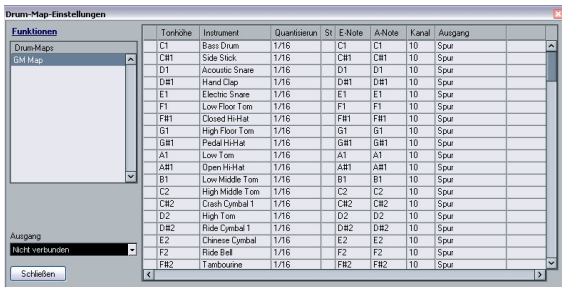 Drum-Map-Einstellungen
Funktionen
Drum-Maps
GM Map
Ausgang
Nicht verbunden
Schließen
Tonhöhe Instrument Quantisierun St E-Note A-Note Kanal Ausgang
C1 Bass Drum 1/16 C1 C1 10 Spur
C#1 Side Stick 1/16 C#1 C#1 10 Spur
D1 Acoustic Snare 1/16 D1 D1 10 Spur
D#1 Hand Clap 1/16 D#1 D#1 10 Spur
E1 Electric Snare 1/16 E1 E1 10 Spur
F1 Low Floor Tom 1/16 F1 F1 10 Spur
F#1 Closed Hi-Hat 1/16 F#1 F#1 10 Spur
G1 High Floor Tom 1/16 G1 G1 10 Spur
G#1 Pedal Hi-Hat 1/16 G#1 G#1 10 Spur
A1 Low Tom 1/16 A1 A1 10 Spur
A#1 Open Hi-Hat 1/16 A#1 A#1 10 Spur
B1 Low Middle Tom 1/16 B1 B1 10 Spur
C2 High Middle Tom 1/16 C2 C2 10 Spur
C#2 Crash Cymbal 1 1/16 C#2 C#2 10 Spur
D2 High Tom 1/16 D2 D2 10 Spur
D#2 Ride Cymbal 1 1/16 D#2 D#2 10 Spur
E2 Chinese Cymbal 1/16 E2 E2 10 Spur
F2 Ride Bell 1/16 F2 F2 10 Spur
F#2 Tambourine 1/16 F#2 F#2 10 Spur